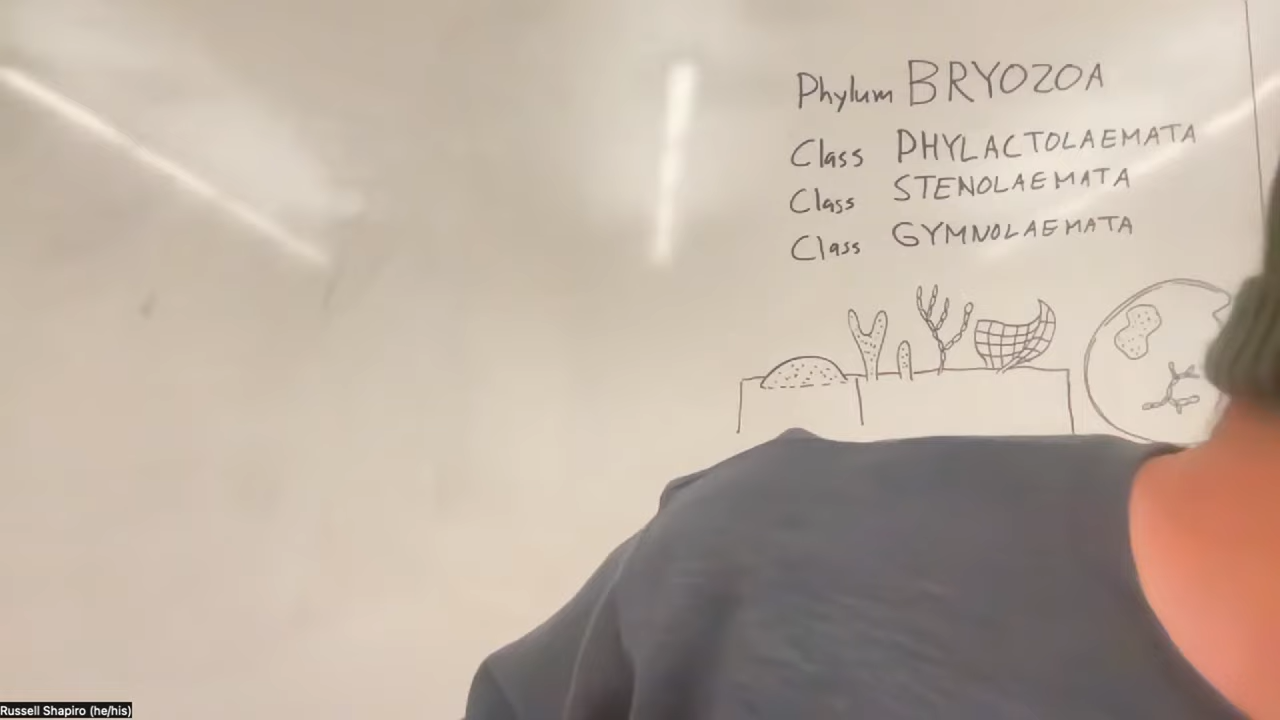 Phylum BRYOZOA
Class PHYLACTOLAEMATA
Class STENOLAEMATA
Class GYMNOLAEMATA
Russell Shapiro (he/his)